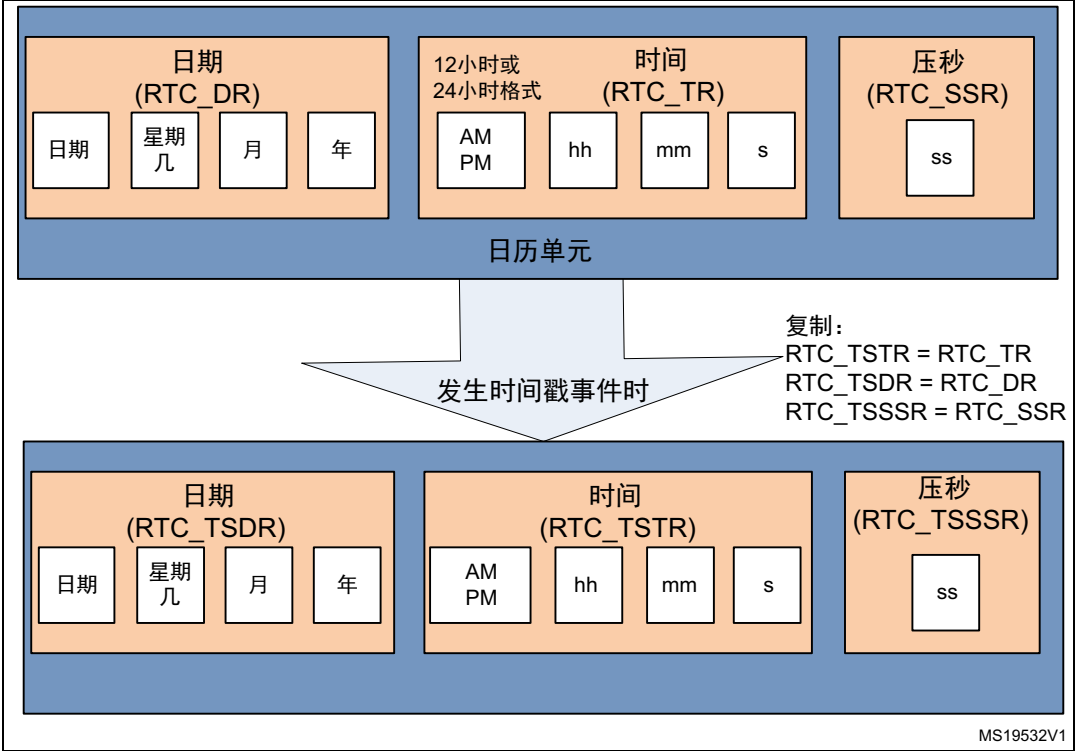 日期
(RTC_DR)
日期
星期
几
月
年
12小时或
24小时格式
时间
(RTC_TR)
AM
PM
hh
mm
s
压秒
(RTC_SSR)
ss
日历单元
发生时间戳事件时
复制：
RTC_TSTR = RTC_TR
RTC_TSDR = RTC_DR
RTC_TSSSR = RTC_SSR
日期
(RTC_TSDR)
日期
星期
几
月
年
时间
(RTC_TSTR)
AM
PM
hh
mm
s
压秒
(RTC_TSSSR)
ss
MS19532V1